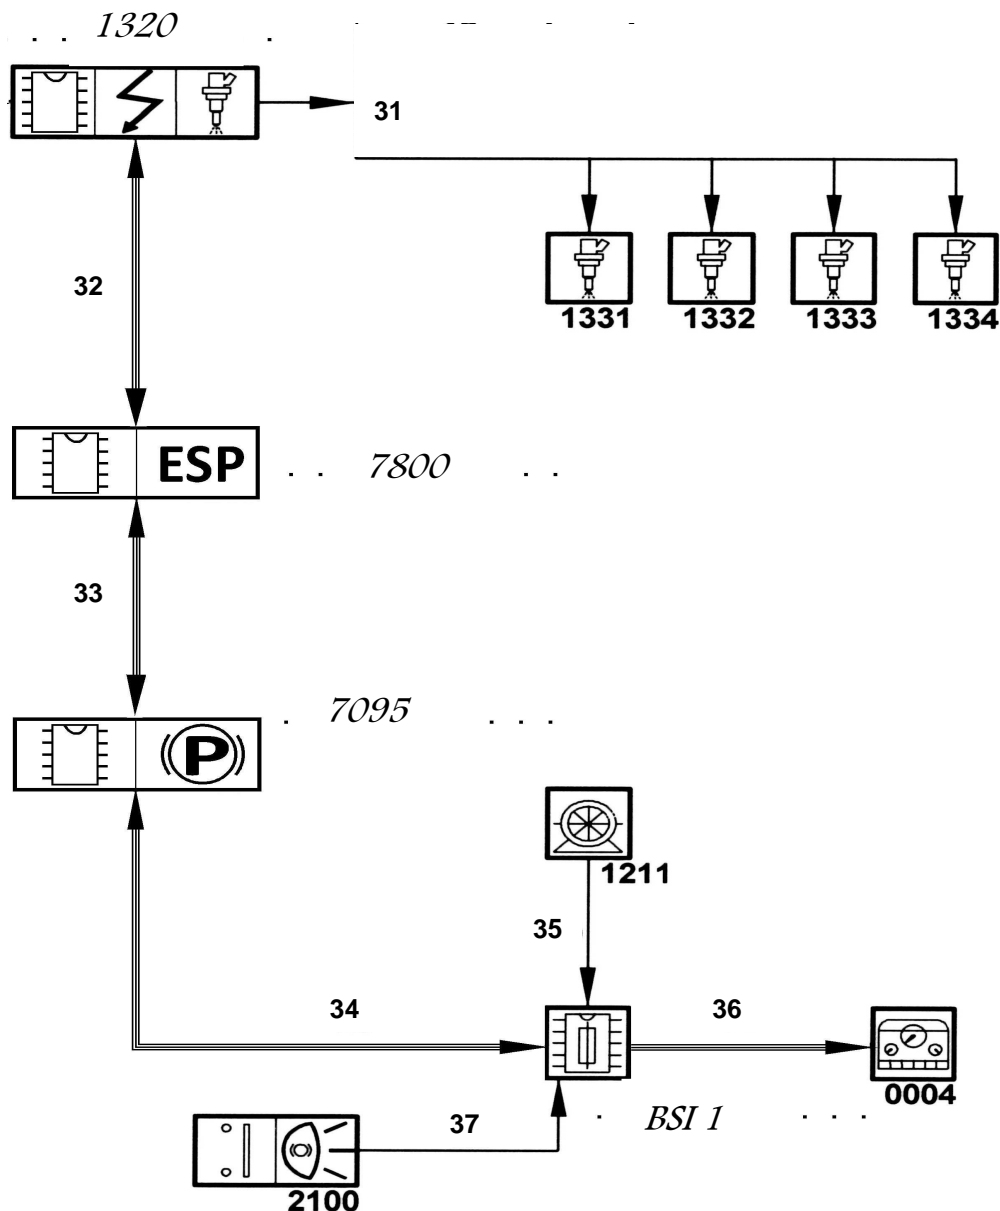 1320
31
32
1331 1332 1333 1334
ESP
. . 7800 . .
33
. 7095 . . .
P
1211
35
34 36
0004
. BSI 1 . . .
37
2100